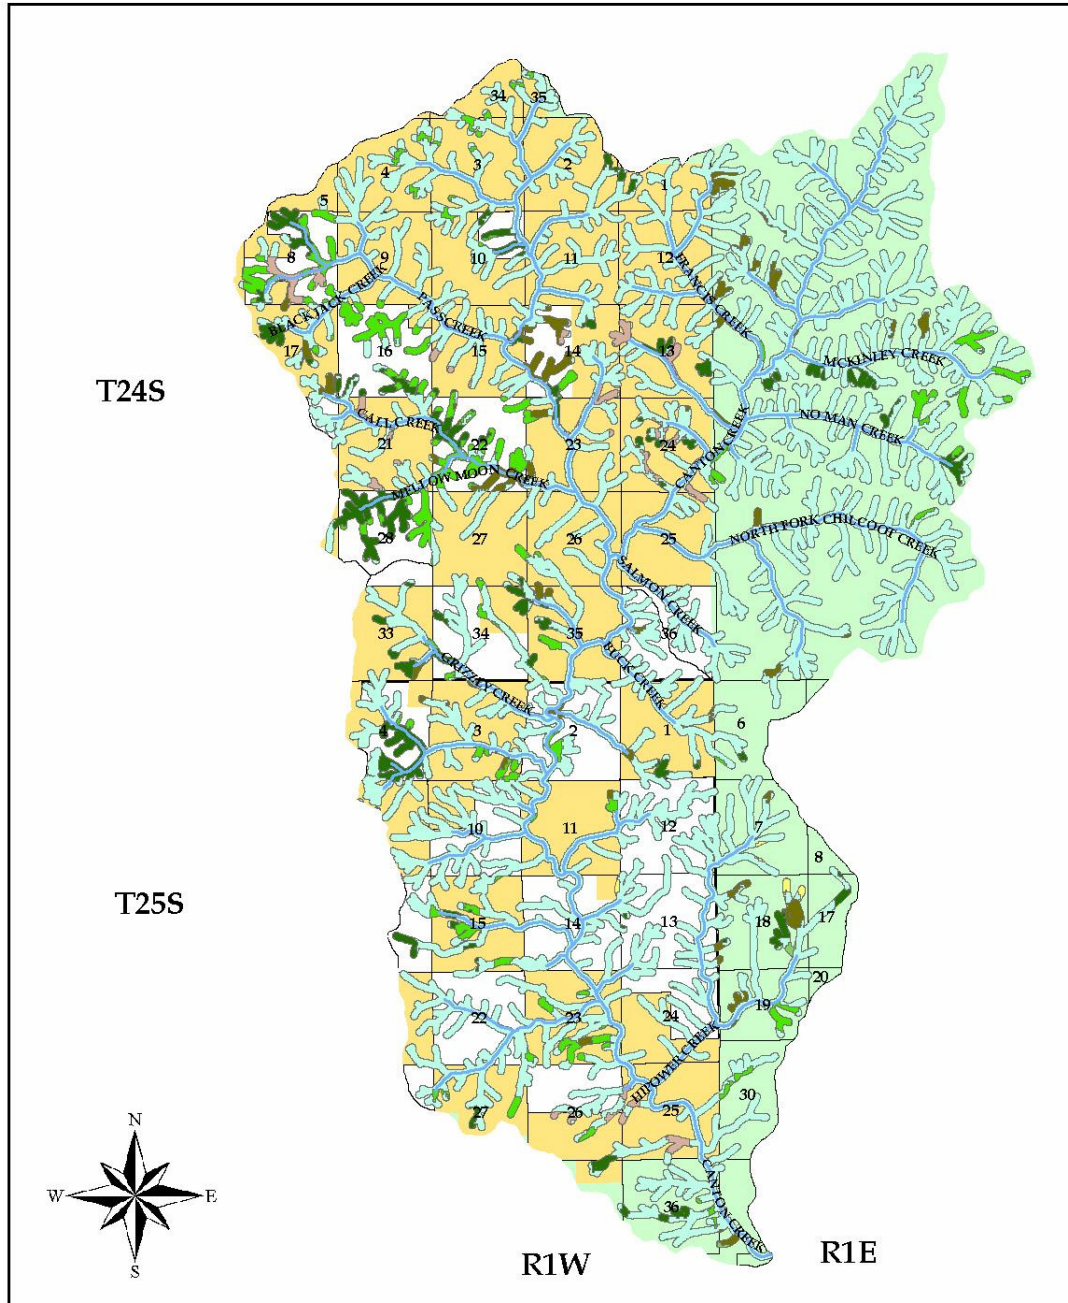 34 35
4 3 2 1
5
8 9 10 11 12
FRANCIS CREEK
BLACKJACK CREEK
PASS CREEK
17 16 15 14 13
MCKINLEY CREEK
T24S
CALL CREEK
NO MAN CREEK
21 22 23 24
CANTON CREEK
MELLOW MOON CREEK
28 27 26 25
NORTH FORK CHILCOOT CREEK
SALMON CREEK
33 34 35 36
GRIZZLY CREEK
BUCK CREEK
4 3 2 1 6
10 11 12 7
8
T25S
15 14 13 18 17
20
22 23 24 19
HIPOWER CREEK
27 26 25 30
CANTON CREEK
36
N
W E
S
R1W
R1E